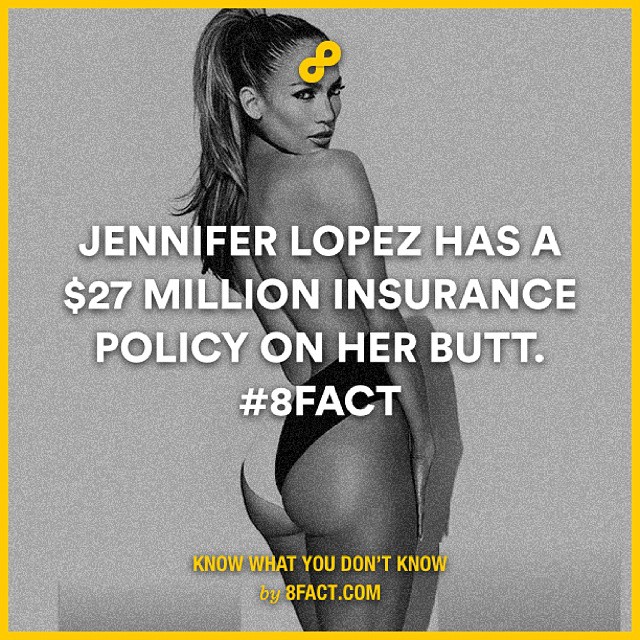 JENNIFER LOPEZ HAS A
$27 MILLION INSURANCE
POLICY ON HER BUTT.
#8FACT
KNOW WHAT YOU DON'T KNOW
by 8FACT.COM